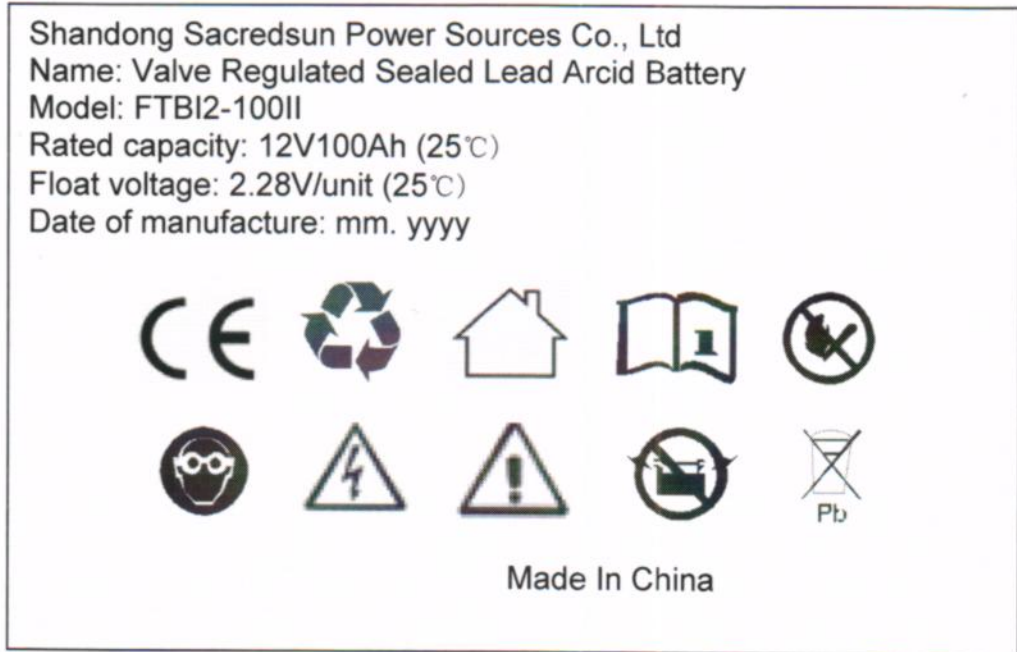 Shandong Sacredsun Power Sources Co., Ltd
Name: Valve Regulated Sealed Lead Arcid Battery
Model: FTBI2-100II
Rated capacity: 12V100Ah (25℃)
Float voltage: 2.28V/unit (25℃)
Date of manufacture: mm. yyyy
CE
Pb
Made In China